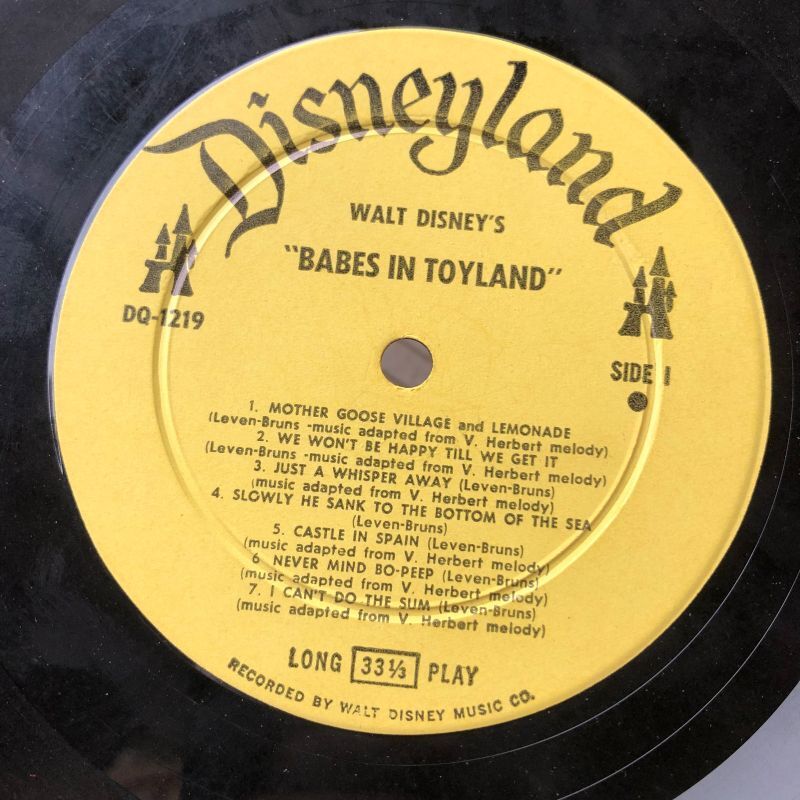 Disneyland
WALT DISNEY'S
"BABES IN TOYLAND"
DQ-1219
SIDE 1
1. MOTHER GOOSE VILLAGE and LEMONADE
(Leven-Bruns -music adapted from V. Herbert melody)
2. WE WON'T BE HAPPY TILL WE GET IT
(Leven-Bruns -music adapted from V. Herbert melody)
3. JUST A WHISPER AWAY (Leven-Bruns)
(music adapted from V. Herbert melody)
4. SLOWLY HE SANK TO THE BOTTOM OF THE SEA
(Leven-Bruns)
5. CASTLE IN SPAIN (Leven-Bruns)
(music adapted from V. Herbert melody)
6 NEVER MIND BO-PEEP (Leven-Bruns)
(music adapted from V. Herbert melody)
7. I CAN'T DO THE SUM (Leven-Bruns)
(music adapted from V. Herbert melody)
LONG 33⅓ PLAY
RECORDED BY WALT DISNEY MUSIC CO.